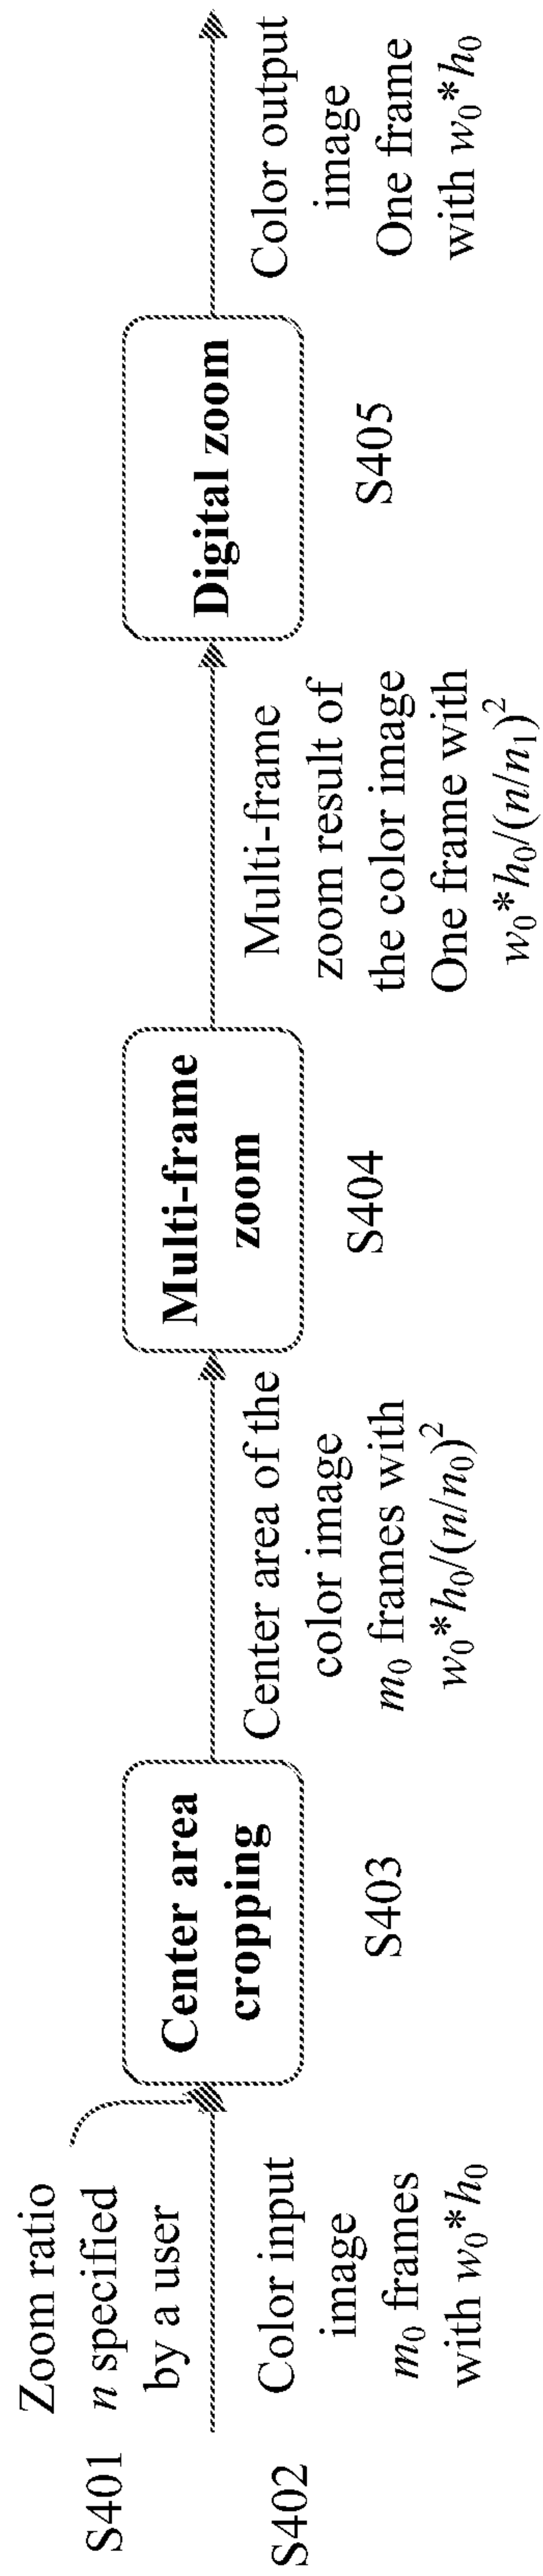 S401
Zoom ratio
n specified
by a user
S402
Color input
image
m₀ frames
with w₀*h₀
Center area
cropping
S403
Center area of the
color image
m₀ frames with
w₀*h₀/(n/n₀)²
Multi-frame
zoom
S404
Multi-frame
zoom result of
the color image
One frame with
w₀*h₀/(n/n₁)²
Digital zoom
S405
Color output
image
One frame
with w₀*h₀